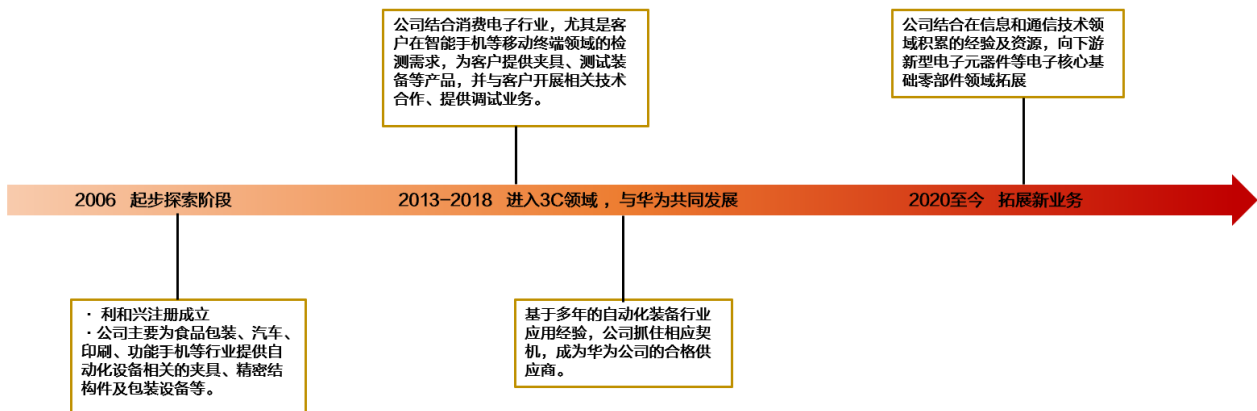 公司结合消费电子行业，尤其是客
户在智能手机等移动终端领域的检
测需求，为客户提供夹具、测试装
备等产品，并与客户开展相关技术
合作、提供调试业务。
公司结合在信息和通信技术领
域积累的经验及资源，向下游
新型电子元器件等电子核心基
础零部件领域拓展
2006 起步探索阶段
2013-2018 进入3C领域，与华为共同发展
2020至今 拓展新业务
· 利和兴注册成立
·公司主要为食品包装、汽车、
印刷、功能手机等行业提供自
动化设备相关的夹具、精密结
构件及包装设备等。
基于多年的自动化装备行业
应用经验，公司抓住相应契
机，成为华为公司的合格供
应商。